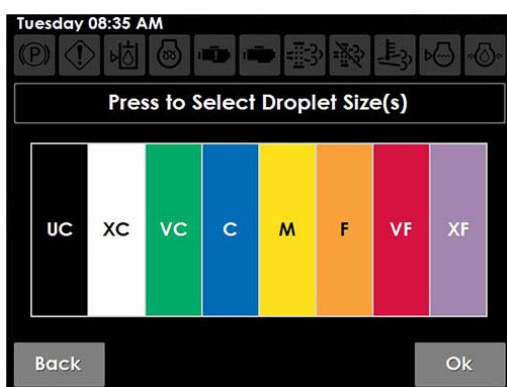 Tuesday 08:35 AM
(P)
Press to Select Droplet Size(s)
UC XC VC C M F VF XF
Back Ok